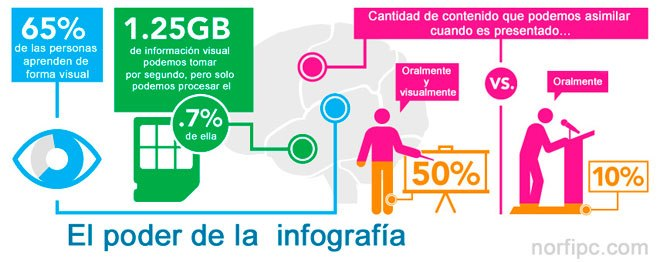 65%
de las personas
aprenden de
forma visual
1.25GB
de información visual
podemos tomar
por segundo, pero solo
podemos procesar el
.7%
de ella
Cantidad de contenido que podemos asimilar
cuando es presentado...
Oralmente
y
visualmente
vs.
Oralmente
50%
10%
El poder de la infografía
norfipc.com